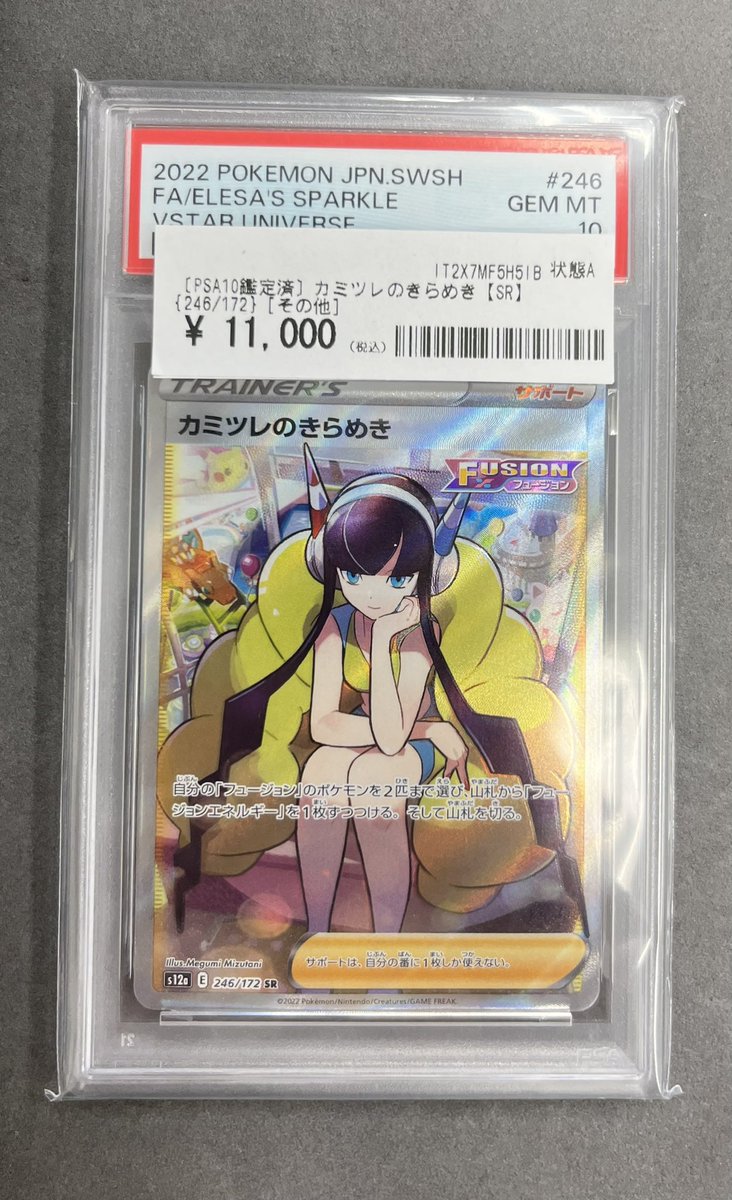 2022 POKEMON JPN.SWSH #246
FA/ELESA'S SPARKLE GEM MT
VSTAR UNIVERSE 10
IT2X7MF5H5IB 状態A
[PSA10鑑定済] カミツレのきらめき【SR】
{246/172} [その他]
¥ 11,000 (税込)
TRAINER'S サポート
カミツレのきらめき
FUSION
フュージョン
自分の「フュージョン」のポケモンを2匹まで選び、山札から「フュー
ジョンエネルギー」を1枚ずつつける。そして山札を切る。
Illus.Megumi Mizutani
サポートは、自分の番に1枚しか使えない。
s12a E 246/172 SR
©2022 Pokémon/Nintendo/Creatures/GAME FREAK.
21